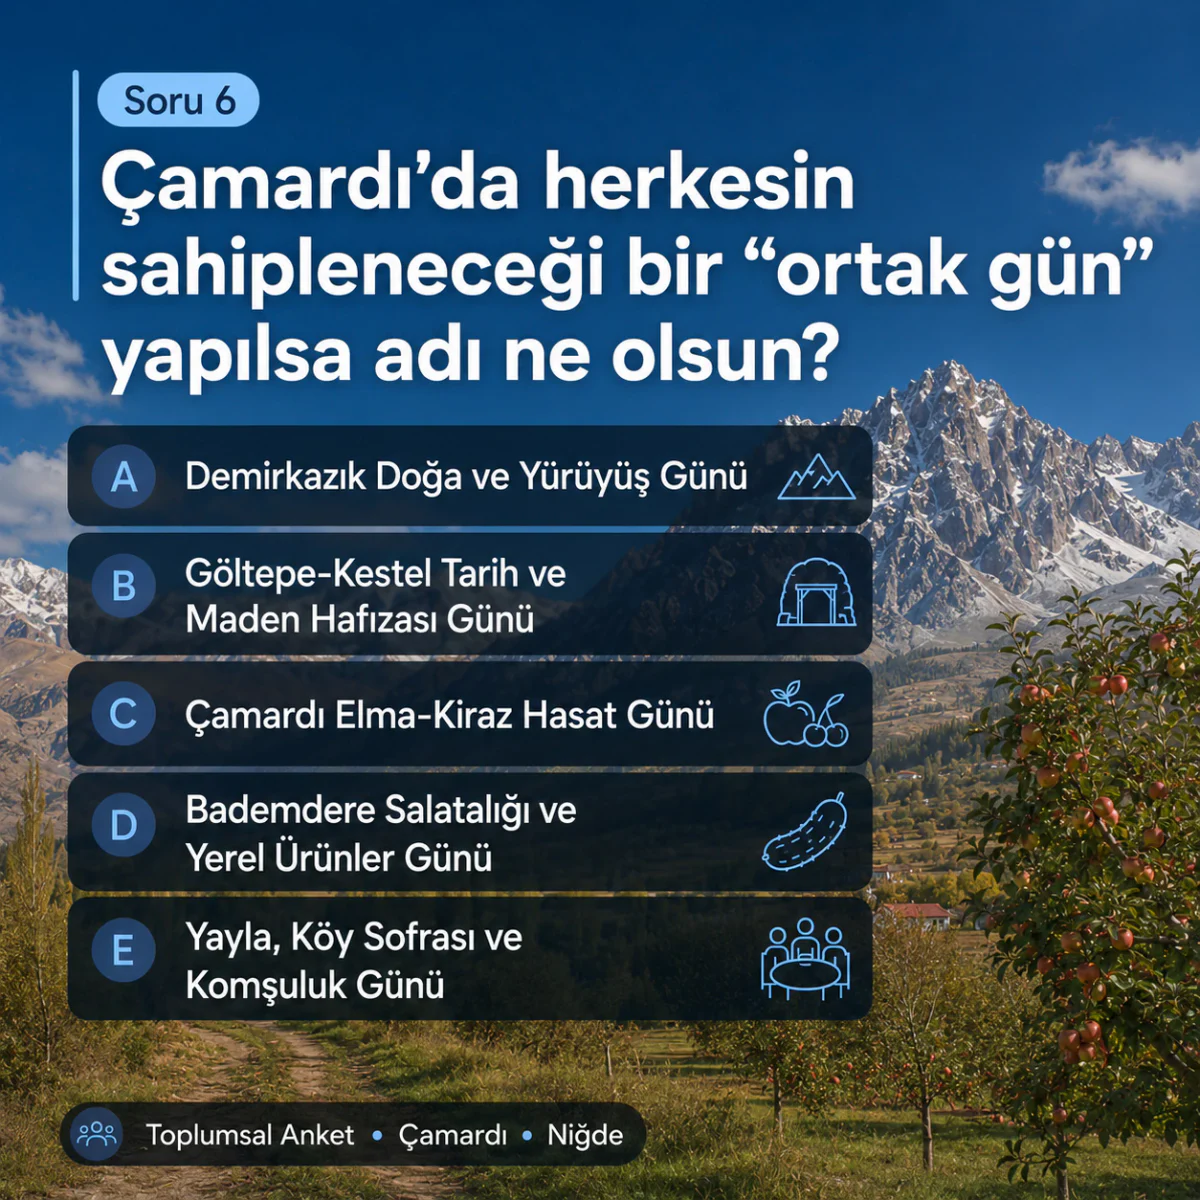 Soru 6
Çamardı’da herkesin
sahipleneceği bir “ortak gün”
yapılsa adı ne olsun?
A Demirkazık Doğa ve Yürüyüş Günü
B Göltepe-Kestel Tarih ve
Maden Hafızası Günü
C Çamardı Elma-Kiraz Hasat Günü
D Bademdere Salatalığı ve
Yerel Ürünler Günü
E Yayla, Köy Sofrası ve
Komşuluk Günü
Toplumsal Anket • Çamardı • Niğde